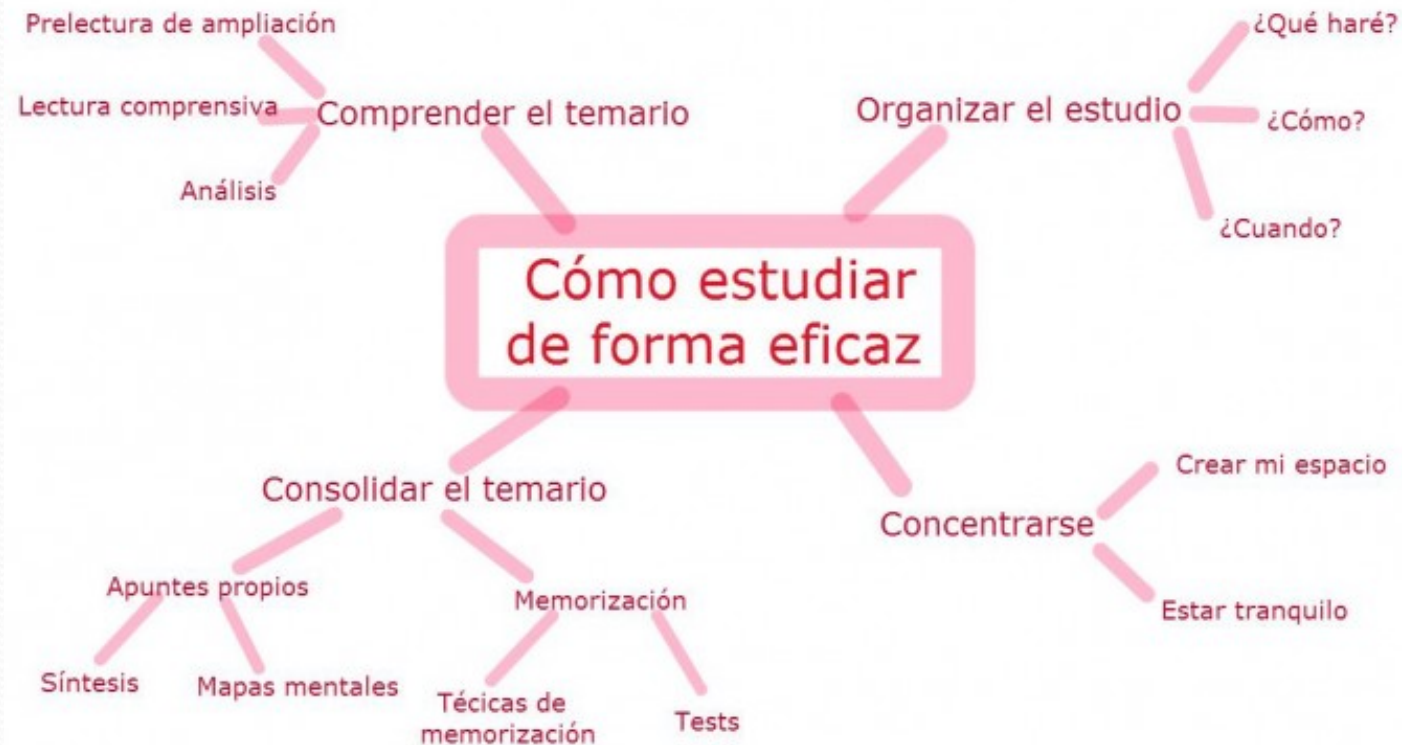 Prelectura de ampliación
Lectura comprensiva
Análisis
Comprender el temario
Organizar el estudio
¿Qué haré?
¿Cómo?
¿Cuando?
Cómo estudiar
de forma eficaz
Consolidar el temario
Apuntes propios
Síntesis
Mapas mentales
Memorización
Técicas de
memorización
Tests
Concentrarse
Crear mi espacio
Estar tranquilo